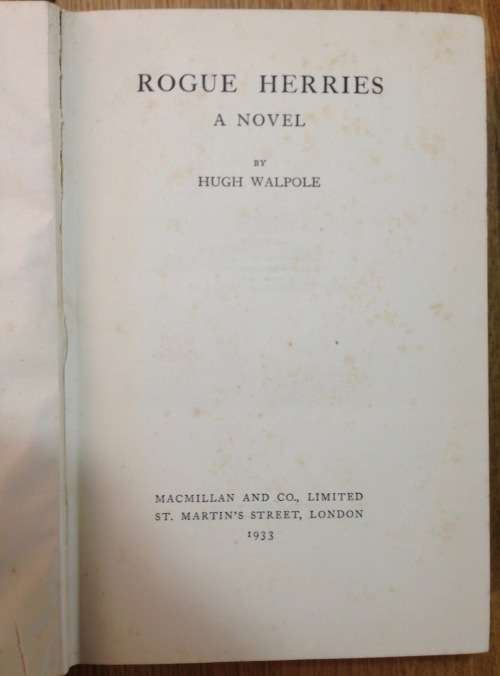 ROGUE HERRIES
A NOVEL
BY
HUGH WALPOLE
MACMILLAN AND CO., LIMITED
ST. MARTIN'S STREET, LONDON
1933